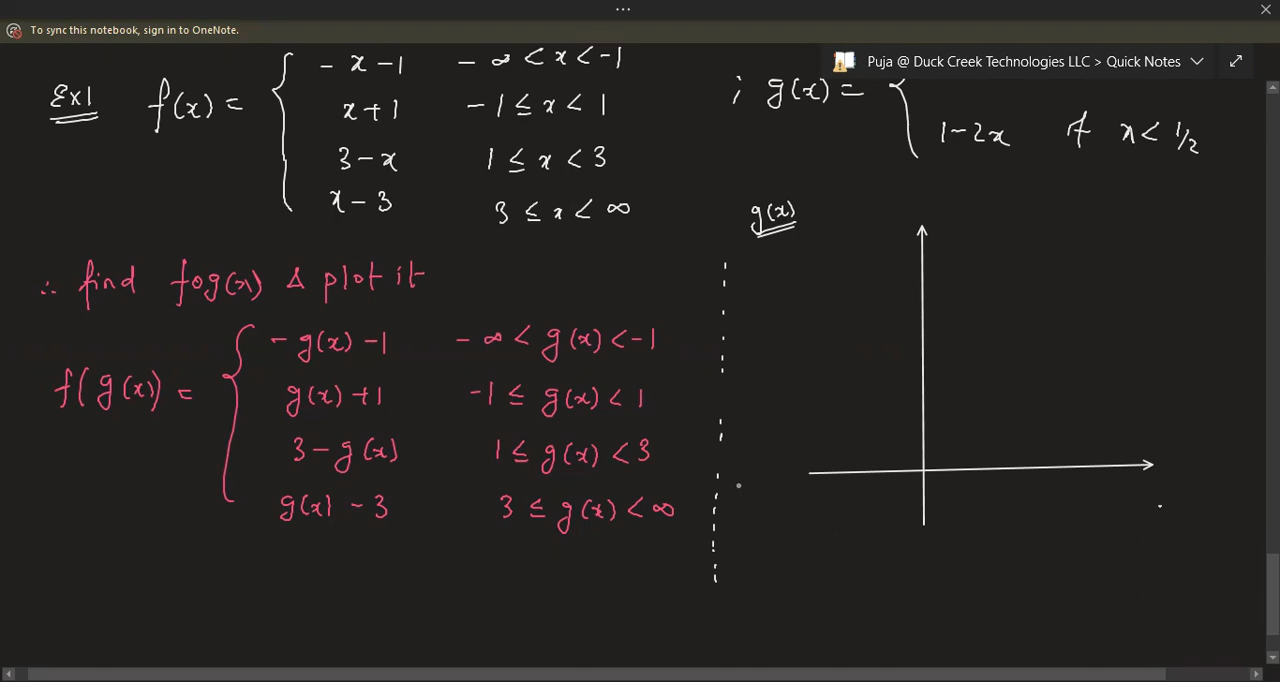 ...
To sync this notebook, sign in to OneNote.
Puja @ Duck Creek Technologies LLC > Quick Notes
Ex1 f(x) = { -x-1 -∞ < x < -1
x+1 -1 ≤ x < 1
3-x 1 ≤ x < 3
x-3 3 ≤ x < ∞
; g(x) = {
1-2x if x < 1/2
∴ find fog(x) & plot it
f(g(x)) = { -g(x) -1 -∞ < g(x) < -1
g(x) +1 -1 ≤ g(x) < 1
3-g(x) 1 ≤ g(x) < 3
g(x) -3 3 ≤ g(x) < ∞
g(x)